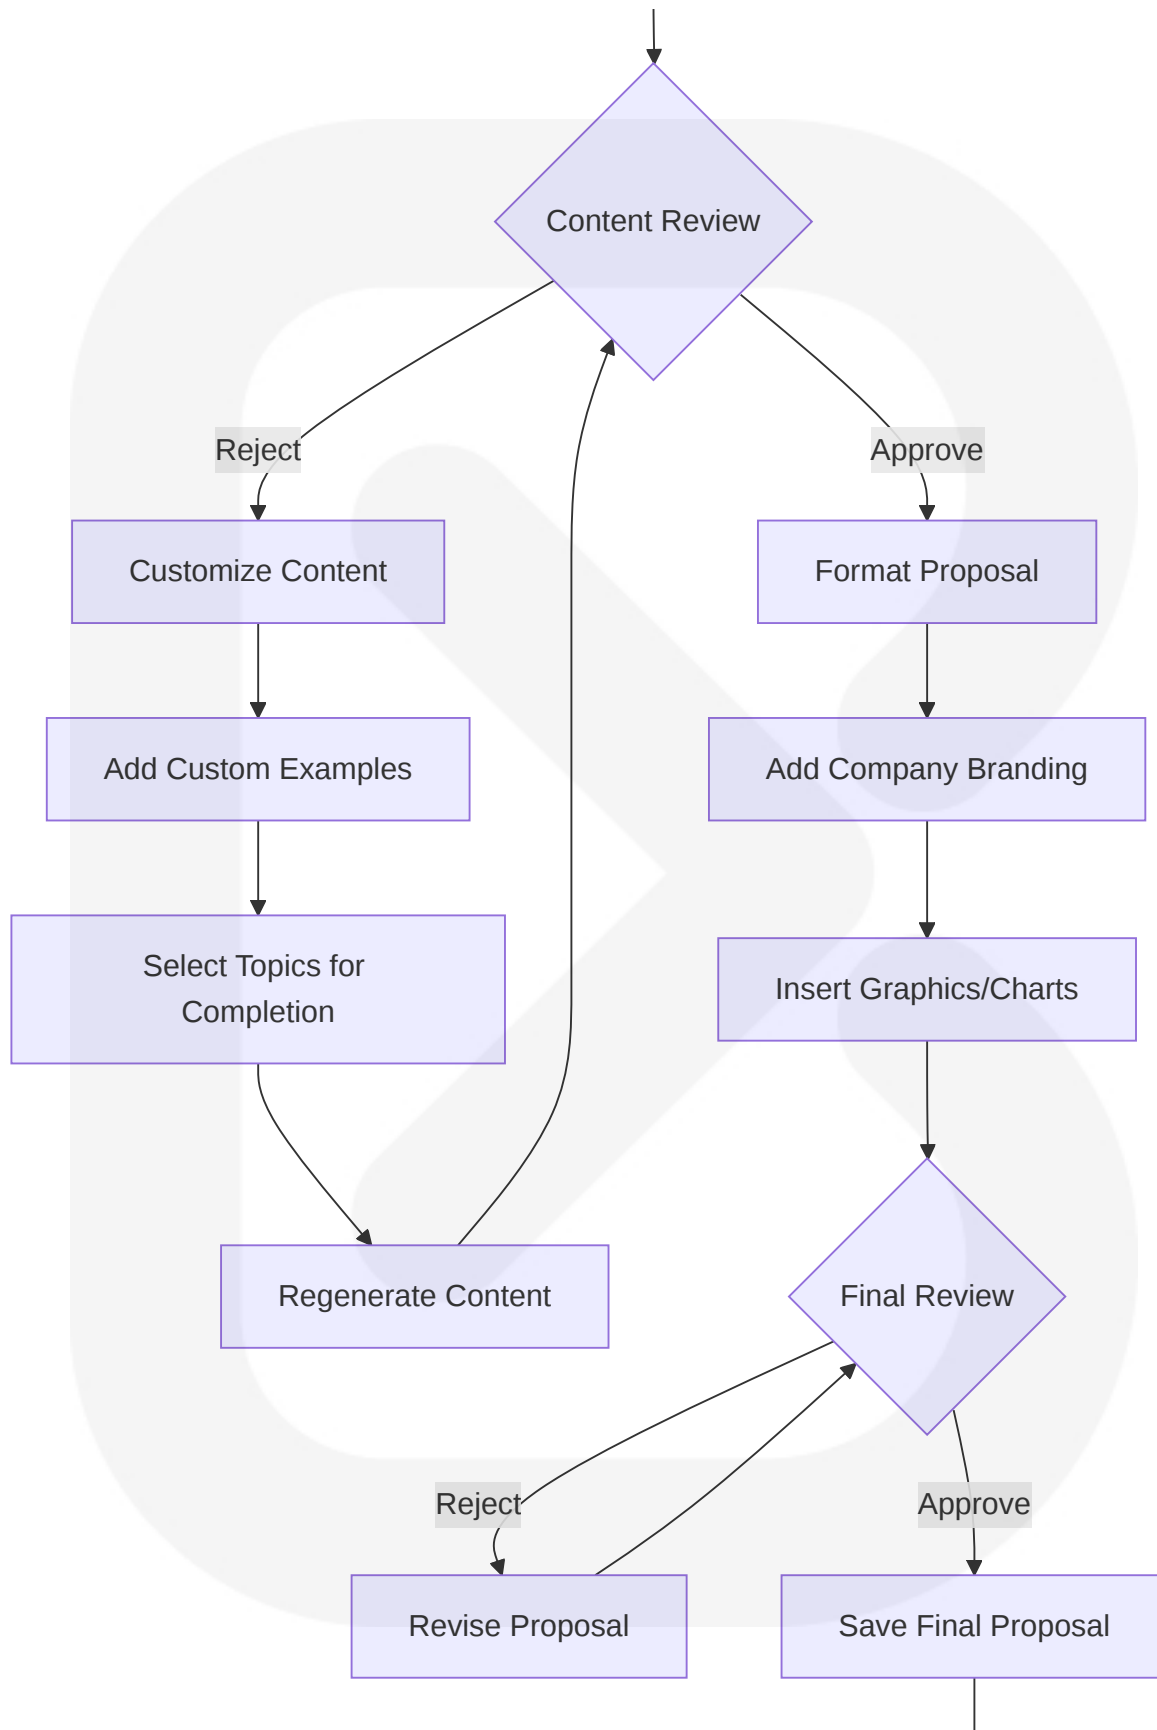 Content Review
Reject
Approve
Customize Content
Format Proposal
Add Custom Examples
Add Company Branding
Select Topics for
Completion
Insert Graphics/Charts
Regenerate Content
Final Review
Reject
Approve
Revise Proposal
Save Final Proposal